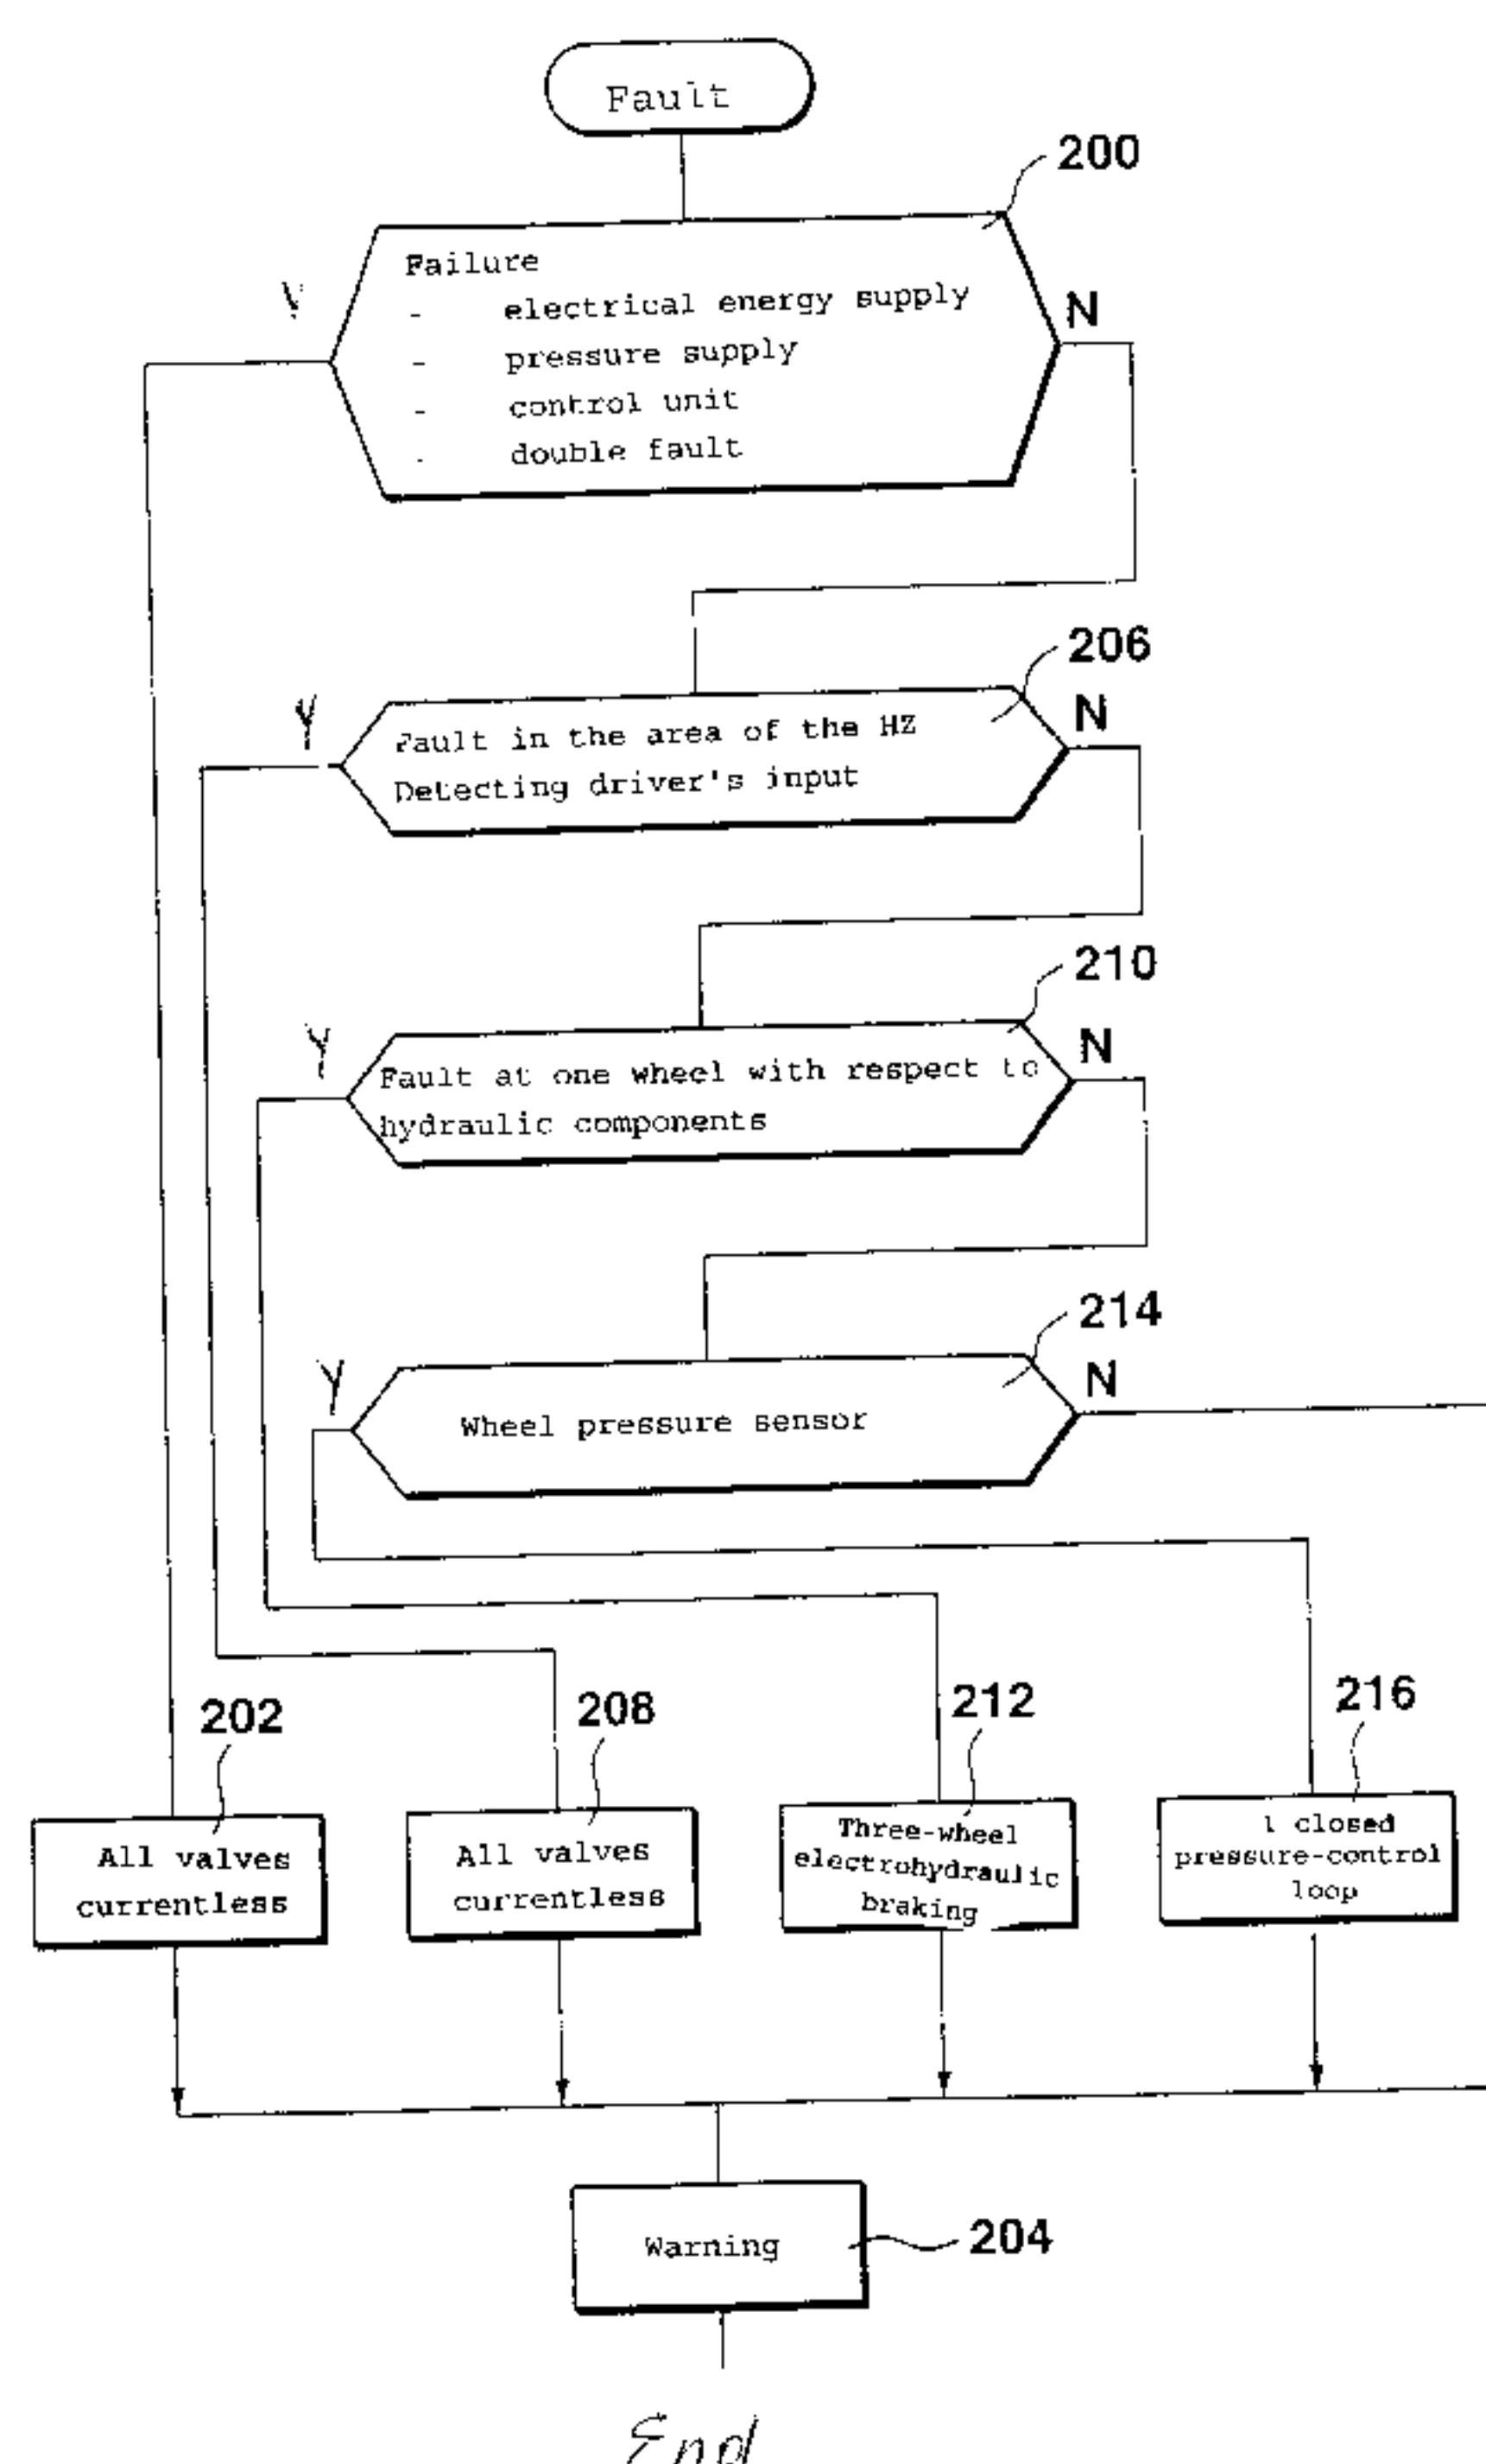 Fault
200
Failure
- electrical energy supply
- pressure supply
- control unit
- double fault
Y
N
206
Fault in the area of the HZ
Detecting driver's input
Y
N
210
Fault at one wheel with respect to
hydraulic components
Y
N
214
Wheel pressure sensor
Y
N
202
208
212
216
All valves
currentless
All valves
currentless
Three-wheel
electrohydraulic
braking
1 closed
pressure-control
loop
Warning
204
End